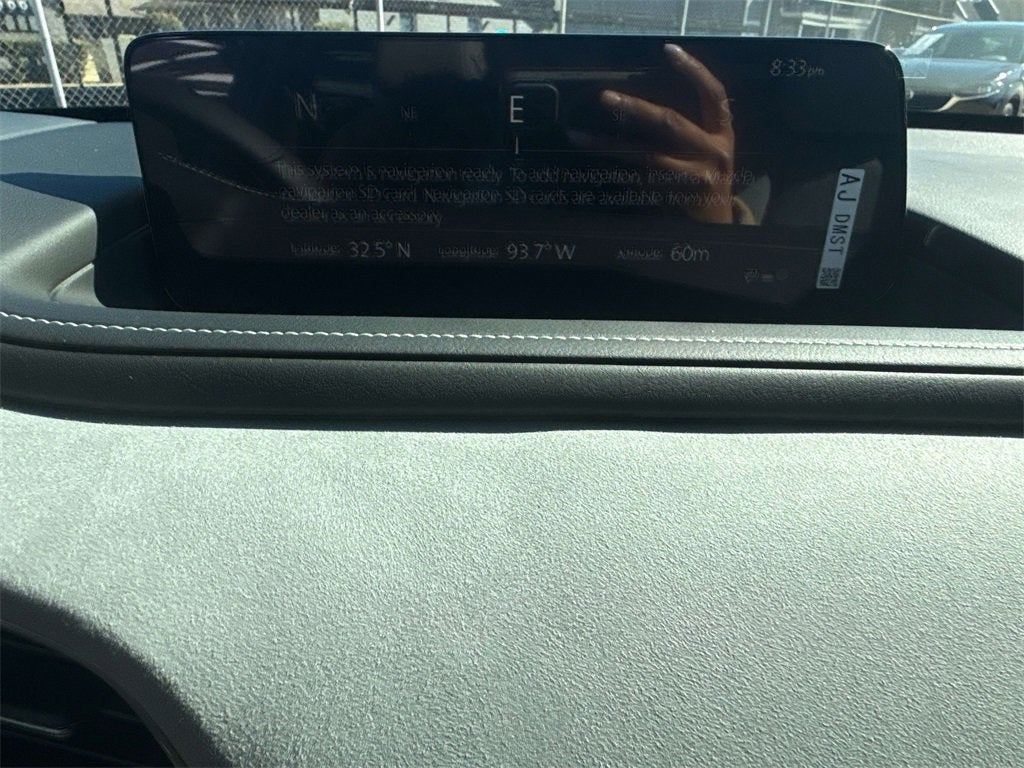 8:33pm
N NE E SE S
This system is navigation ready. To add navigation, insert a Mazda
navigation SD card. Navigation SD cards are available from your
dealer as an accessory.
Latitude: 32.5° N Longitude: 93.7° W Altitude: 60m
AJ DMST